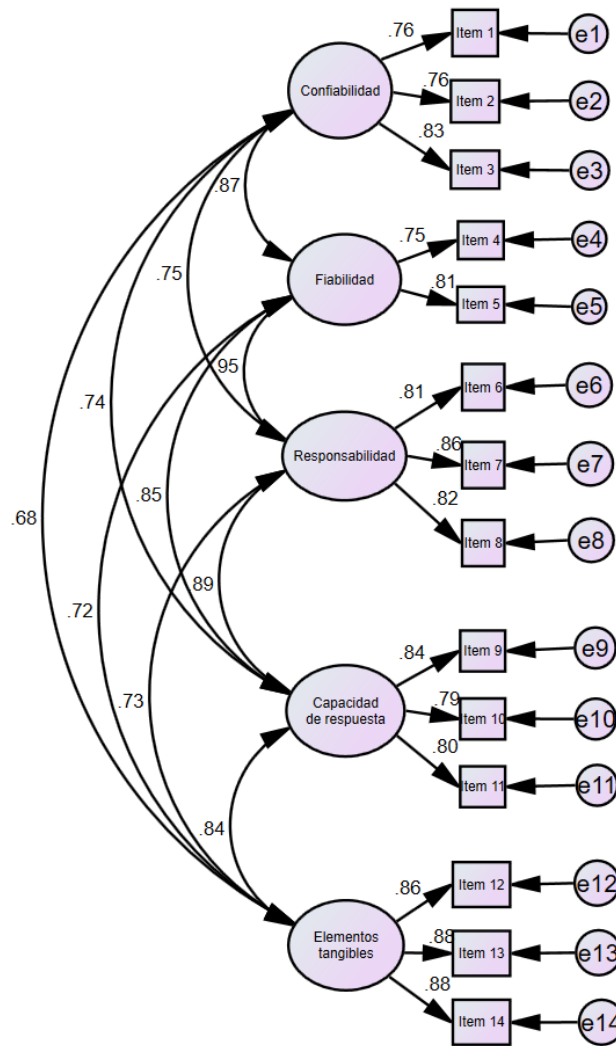 .76
Item 1
e1
Confiabilidad
.76
Item 2
e2
.83
Item 3
e3
.87
.75
Item 4
e4
Fiabilidad
.81
Item 5
e5
.75
.95
.81
Item 6
e6
Responsabilidad
.86
Item 7
e7
.74
.85
.82
Item 8
e8
.68
.89
.72
.84
Item 9
e9
Capacidad
de respuesta
.79
Item 10
e10
.73
.80
Item 11
e11
.84
.86
Item 12
e12
Elementos
tangibles
.88
Item 13
e13
.88
Item 14
e14